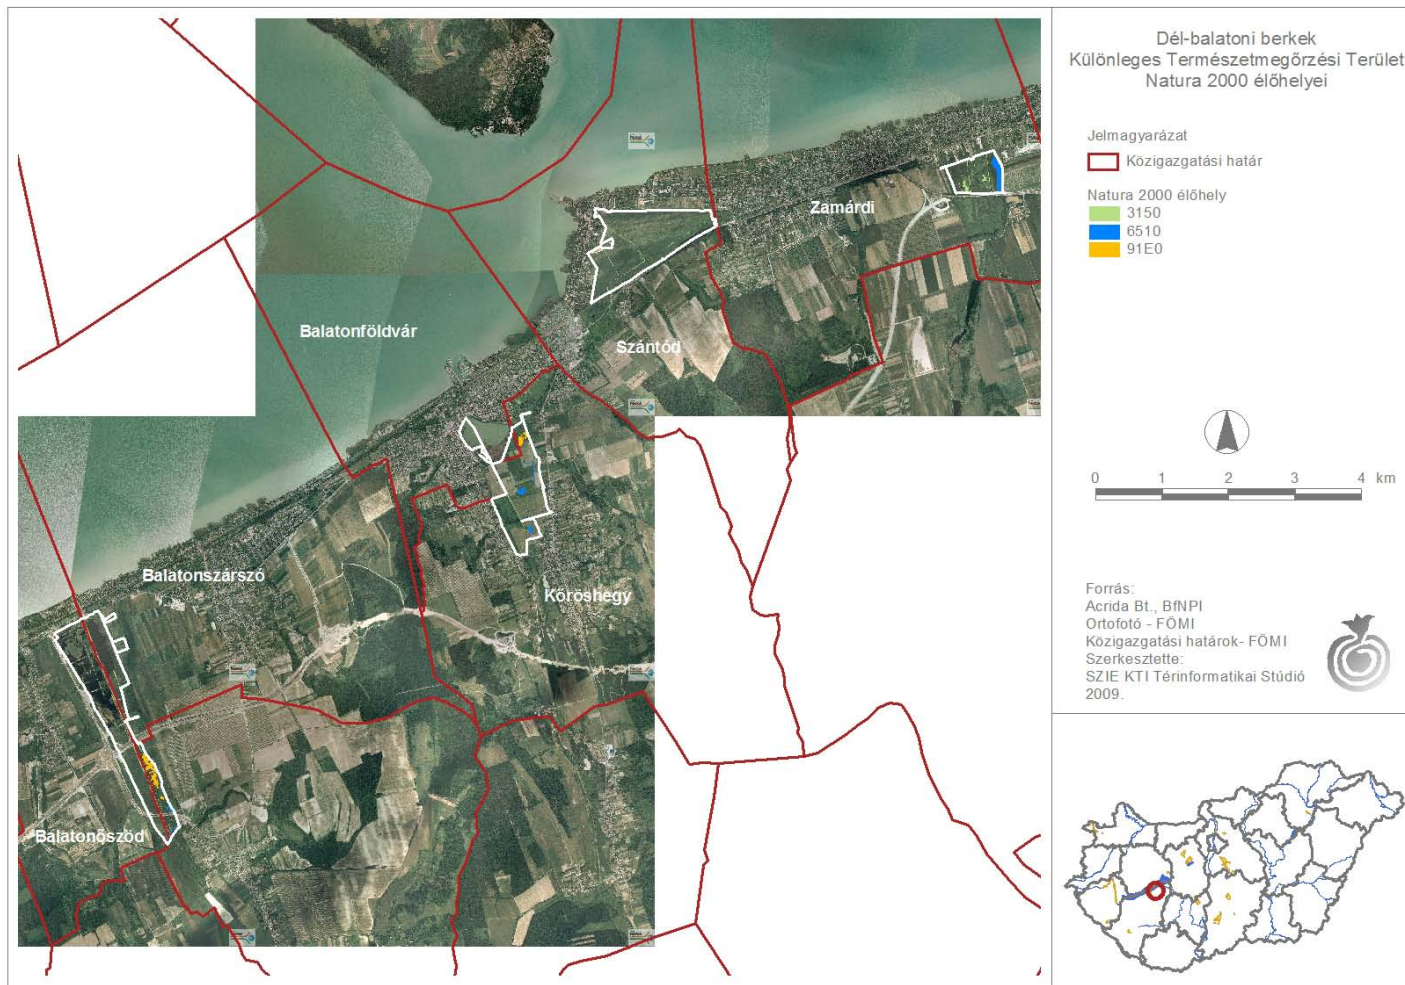 Dél-balatoni berkek
Különleges Természetmegőrzési Terület
Natura 2000 élőhelyei
Jelmagyarázat
Közigazgatási határ
Natura 2000 élőhely
3150
6510
91E0
Zamárdi
Balatonföldvár
Szántód
Balatonszárszó
Kőröshegy
Balatonőszöd
0 1 2 3 4 km
Forrás:
Acrida Bt., BfNPI
Ortofotó - FÖMI
Közigazgatási határok- FÖMI
Szerkesztette:
SZIE KTI Térinformatikai Stúdió
2009.